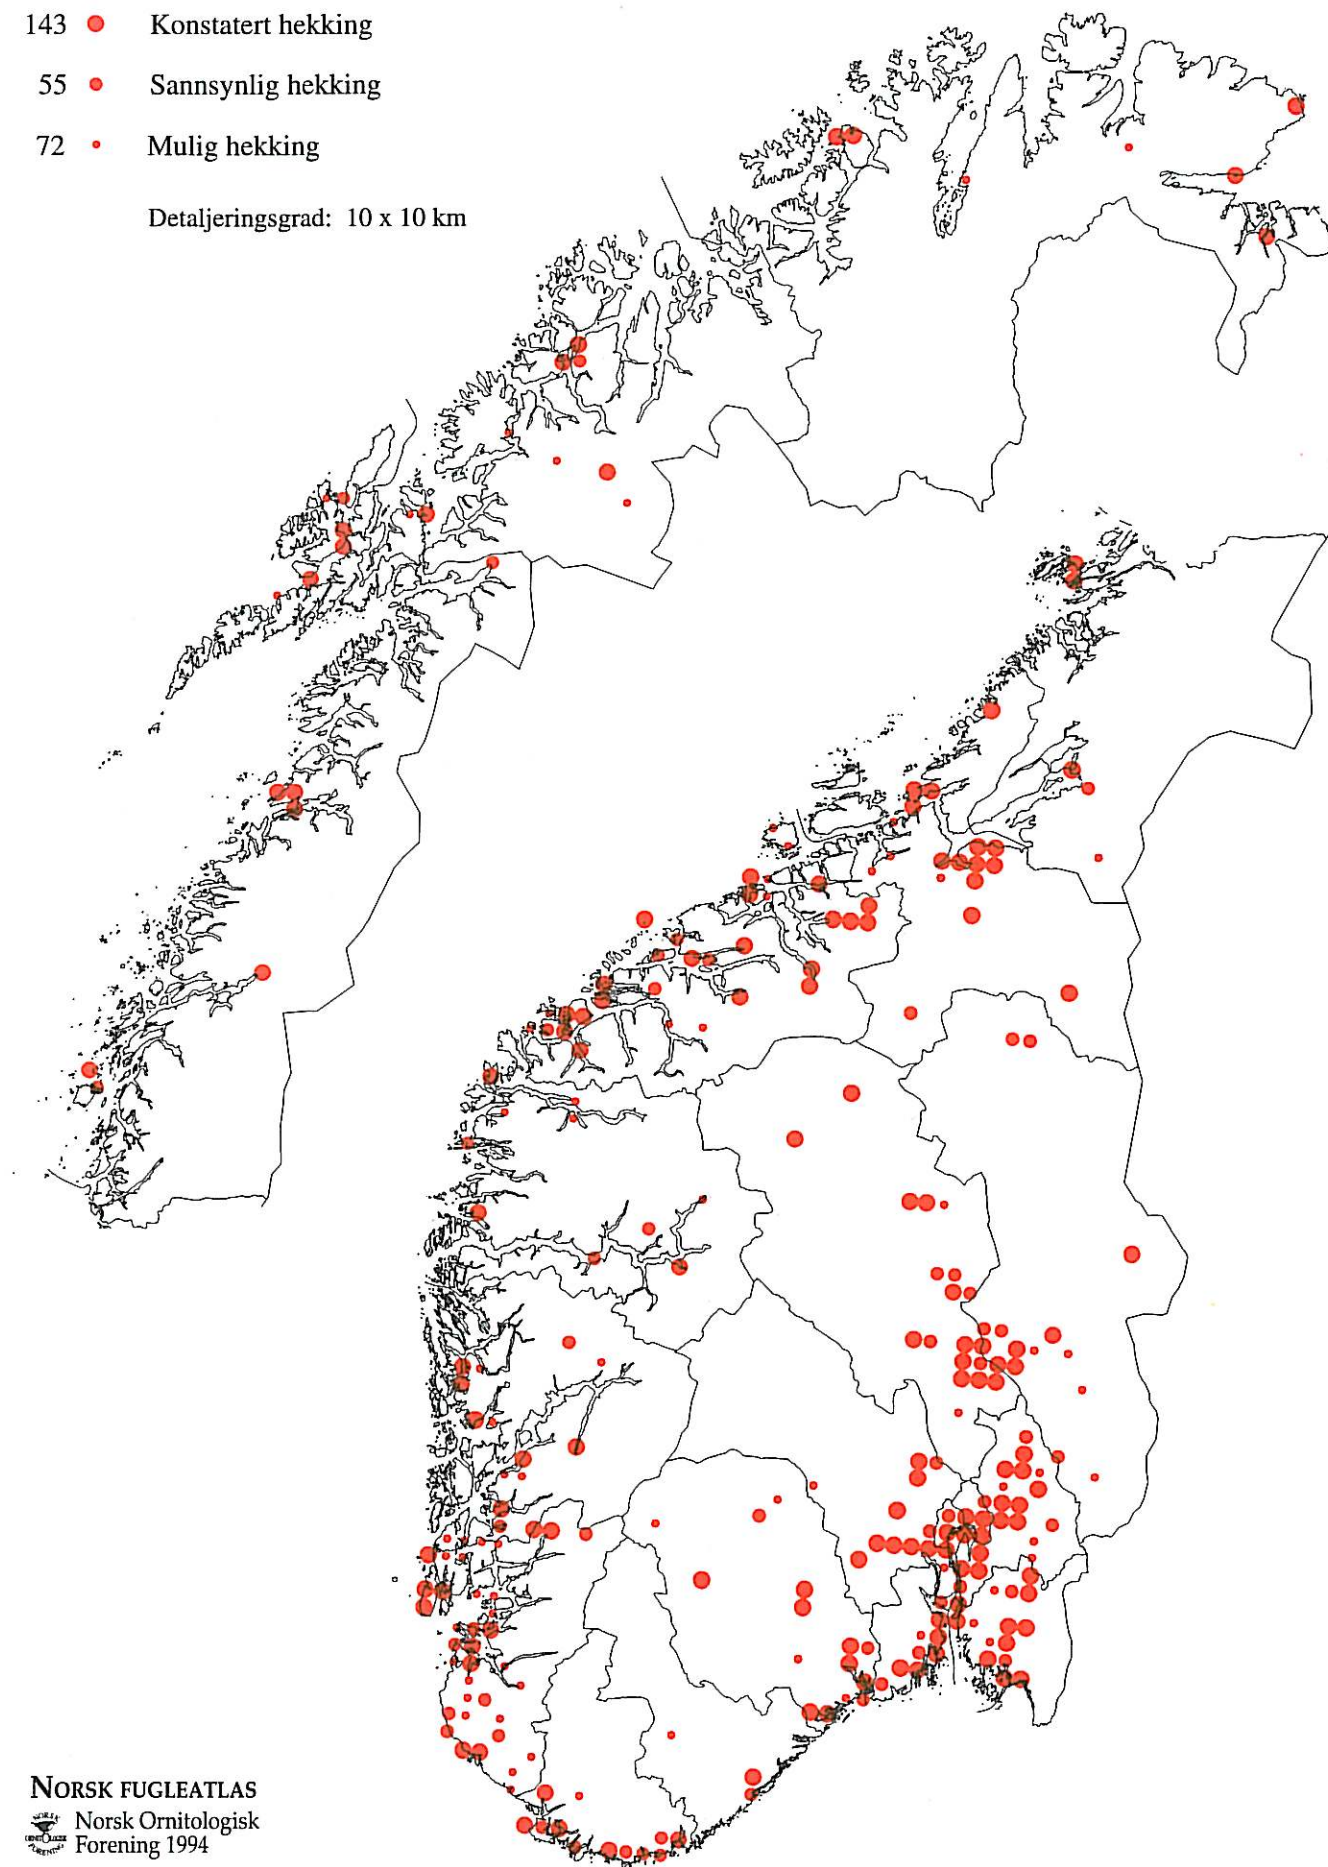 143 Konstatert hekking
55 Sannsynlig hekking
72 Mulig hekking
Detaljeringsgrad: 10 x 10 km
NORSK FUGLEATLAS
Norsk Ornitologisk
Forening 1994